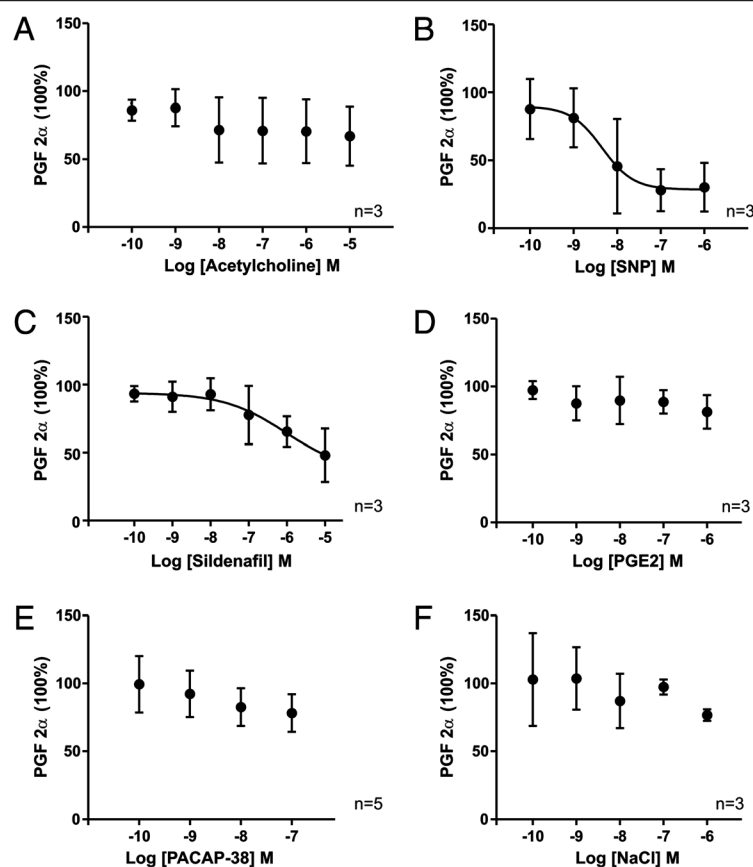 A
PGF 2α (100%)
150
100
50
0
-10 -9 -8 -7 -6 -5
Log [Acetylcholine] M
n=3
B
PGF 2α (100%)
150
100
50
0
-10 -9 -8 -7 -6
Log [SNP] M
n=3
C
PGF 2α (100%)
150
100
50
0
-10 -9 -8 -7 -6 -5
Log [Sildenafil] M
n=3
D
PGF 2α (100%)
150
100
50
0
-10 -9 -8 -7 -6
Log [PGE2] M
n=3
E
PGF 2α (100%)
150
100
50
0
-10 -9 -8 -7
Log [PACAP-38] M
n=5
F
PGF 2α (100%)
150
100
50
0
-10 -9 -8 -7 -6
Log [NaCl] M
n=3